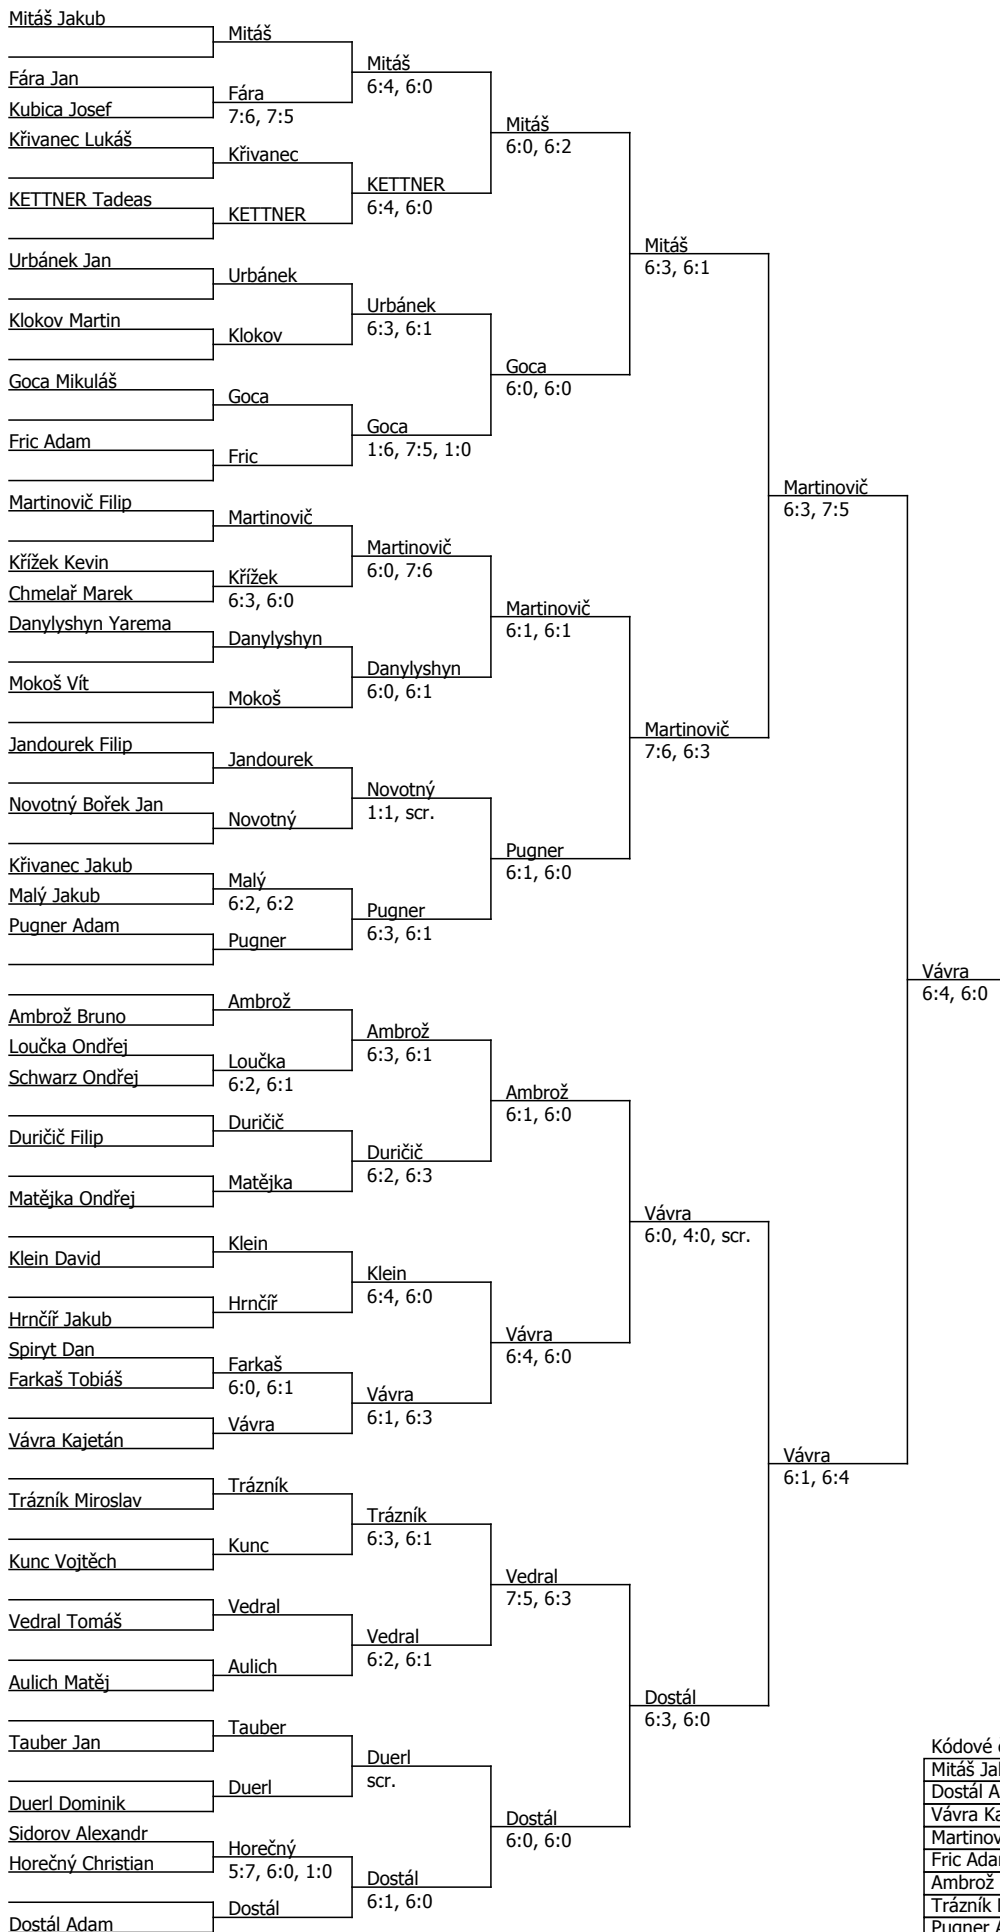 Mitáš Jakub
Mitáš
Mitáš
6:4, 6:0
Fára Jan
Fára
Kubica Josef
7:6, 7:5
Mitáš
6:0, 6:2
Křivanec Lukáš
Křivanec
KETTNER
6:4, 6:0
KETTNER Tadeas
KETTNER
Mitáš
6:3, 6:1
Urbánek Jan
Urbánek
Urbánek
6:3, 6:1
Klokov Martin
Klokov
Goca
6:0, 6:0
Goca Mikuláš
Goca
Goca
1:6, 7:5, 1:0
Fric Adam
Fric
Martinovič
6:3, 7:5
Martinovič Filip
Martinovič
Martinovič
6:0, 7:6
Křížek Kevin
Křížek
Chmelař Marek
6:3, 6:0
Martinovič
6:1, 6:1
Danylyshyn Yarema
Danylyshyn
Danylyshyn
6:0, 6:1
Mokoš Vít
Mokoš
Martinovič
7:6, 6:3
Jandourek Filip
Jandourek
Novotný
1:1, scr.
Novotný Bořek Jan
Novotný
Pugner
6:1, 6:0
Křivanec Jakub
Malý
Malý Jakub
6:2, 6:2
Pugner
6:3, 6:1
Pugner Adam
Pugner
Vávra
6:4, 6:0
Ambrož
Ambrož Bruno
Ambrož
6:3, 6:1
Loučka Ondřej
Loučka
Schwarz Ondřej
6:2, 6:1
Ambrož
6:1, 6:0
Duričič
Duričič Filip
Duričič
6:2, 6:3
Matějka
Matějka Ondřej
Vávra
6:0, 4:0, scr.
Klein
Klein David
Klein
6:4, 6:0
Hrnčíř
Hrnčíř Jakub
Vávra
6:4, 6:0
Spiryt Dan
Farkaš
Farkaš Tobiáš
6:0, 6:1
Vávra
6:1, 6:3
Vávra
Vávra Kajetán
Vávra
6:1, 6:4
Trázník
Trázník Miroslav
Trázník
6:3, 6:1
Kunc
Kunc Vojtěch
Vedral
7:5, 6:3
Vedral
Vedral Tomáš
Vedral
6:2, 6:1
Aulich
Aulich Matěj
Dostál
6:3, 6:0
Tauber
Tauber Jan
Duerl
scr.
Duerl
Duerl Dominik
Dostál
6:0, 6:0
Sidorov Alexandr
Horečný
Horečný Christian
5:7, 6:0, 1:0
Dostál
6:1, 6:0
Dostál
Dostál Adam
Kódové
Mitáš
Dostál
Vávra
Fric
Ambrož
Trázník
Pugner